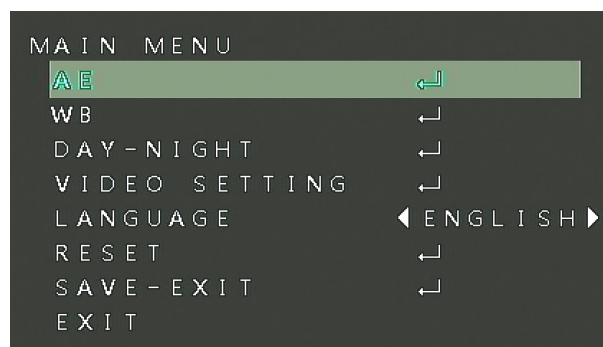 MAIN MENU
AE ↵
WB ↵
DAY-NIGHT ↵
VIDEO SETTING ↵
LANGUAGE ◀ENGLISH▶
RESET ↵
SAVE-EXIT ↵
EXIT